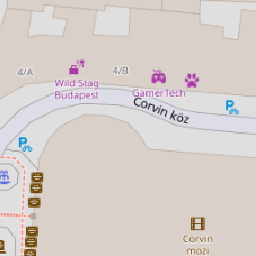 4/A
4/B
Wild Stag
Budapest
GamerTech
Corvin köz
P
P
Corvin
mozi